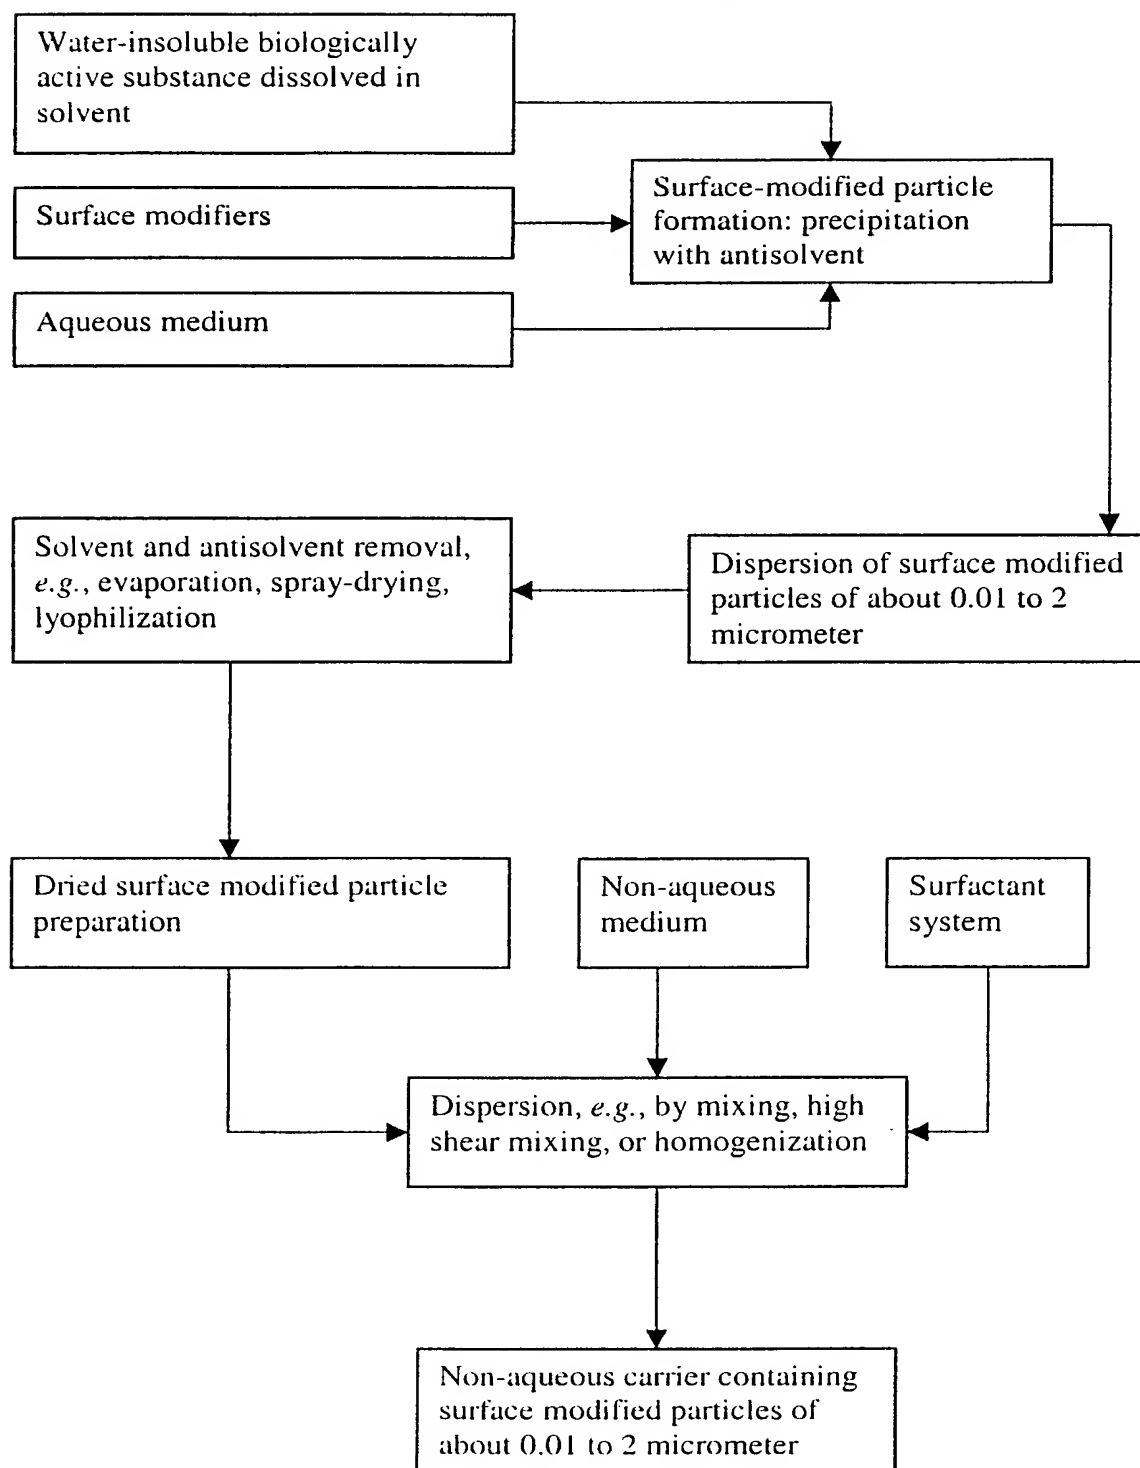 Water-insoluble biologically
active substance dissolved in
solvent
Surface modifiers
Aqueous medium
Surface-modified particle
formation: precipitation
with antisolvent
Dispersion of surface modified
particles of about 0.01 to 2
micrometer
Solvent and antisolvent removal,
e.g., evaporation, spray-drying,
lyophilization
Dried surface modified particle
preparation
Non-aqueous
medium
Surfactant
system
Dispersion, e.g., by mixing, high
shear mixing, or homogenization
Non-aqueous carrier containing
surface modified particles of
about 0.01 to 2 micrometer